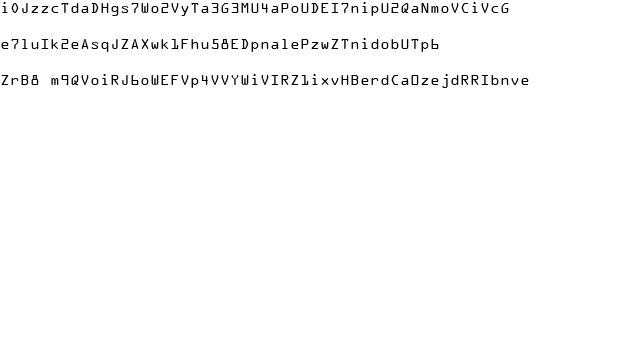 i0JzzcTdaDHgs7Wo2VyTa3G3MU4aPoUDEI7nipU2QaNmoVCiVcG
e7luIk2eAsqJZAXwk1Fhu58EDpnalePzwZTnidobUTp6
ZrB8 m9QVoiRJ6oWEFVp4VVYWiVIRZ1ixvHBerdCaOzejdRRIbnve